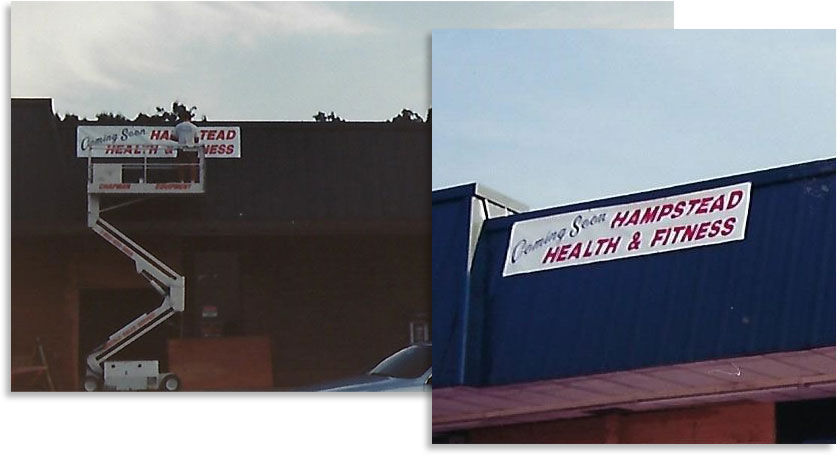 Coming Soon HAMPSTEAD
HEALTH & FITNESS
CHAPMAN EQUIPMENT
Coming Soon HAMPSTEAD
HEALTH & FITNESS